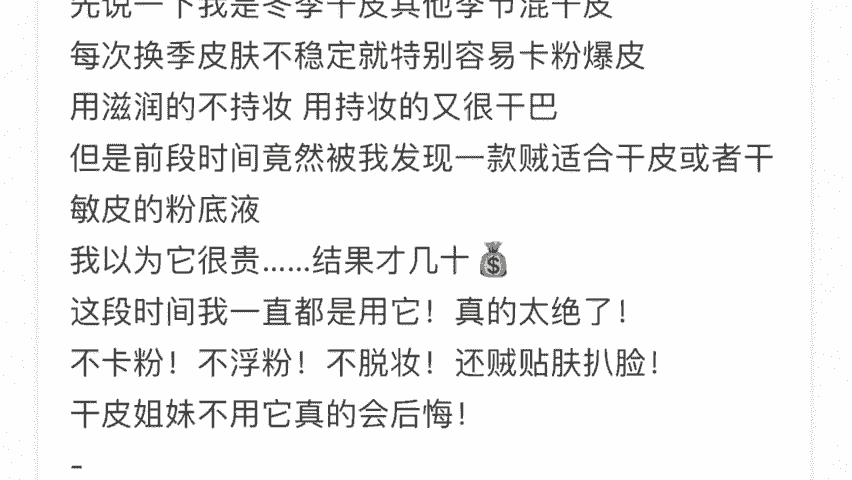 先说一下我是冬季干皮其他季节混干皮
每次换季皮肤不稳定就特别容易卡粉爆皮
用滋润的不持妆 用持妆的又很干巴
但是前段时间竟然被我发现一款贼适合干皮或者干
敏皮的粉底液
我以为它很贵......结果才几十💰
这段时间我一直都是用它！真的太绝了！
不卡粉！不浮粉！不脱妆！还贼贴肤扒脸！
干皮姐妹不用它真的会后悔！
-